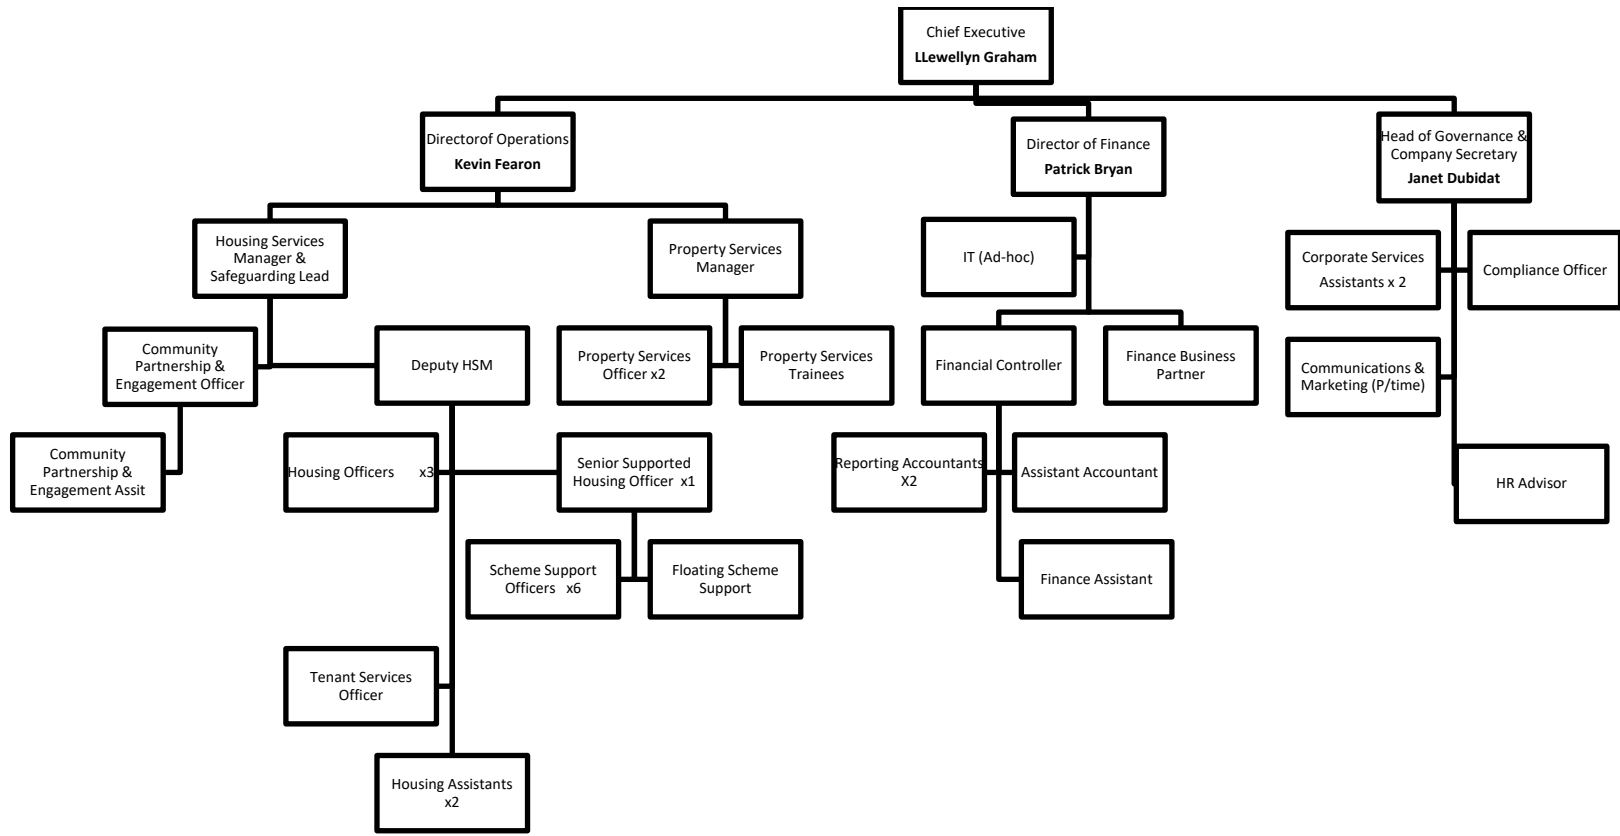 Chief Executive
LLewellyn Graham
Directorof Operations
Kevin Fearon
Director of Finance
Patrick Bryan
Head of Governance &
Company Secretary
Janet Dubidat
Housing Services
Manager &
Safeguarding Lead
Property Services
Manager
IT (Ad-hoc)
Corporate Services
Assistants x 2
Compliance Officer
Community
Partnership &
Engagement Officer
Deputy HSM
Property Services
Officer x2
Property Services
Trainees
Financial Controller
Finance Business
Partner
Communications &
Marketing (P/time)
Community
Partnership &
Engagement Assit
Housing Officers x3
Senior Supported
Housing Officer x1
Reporting Accountants
X2
Assistant Accountant
HR Advisor
Scheme Support
Officers x6
Floating Scheme
Support
Finance Assistant
Tenant Services
Officer
Housing Assistants
x2